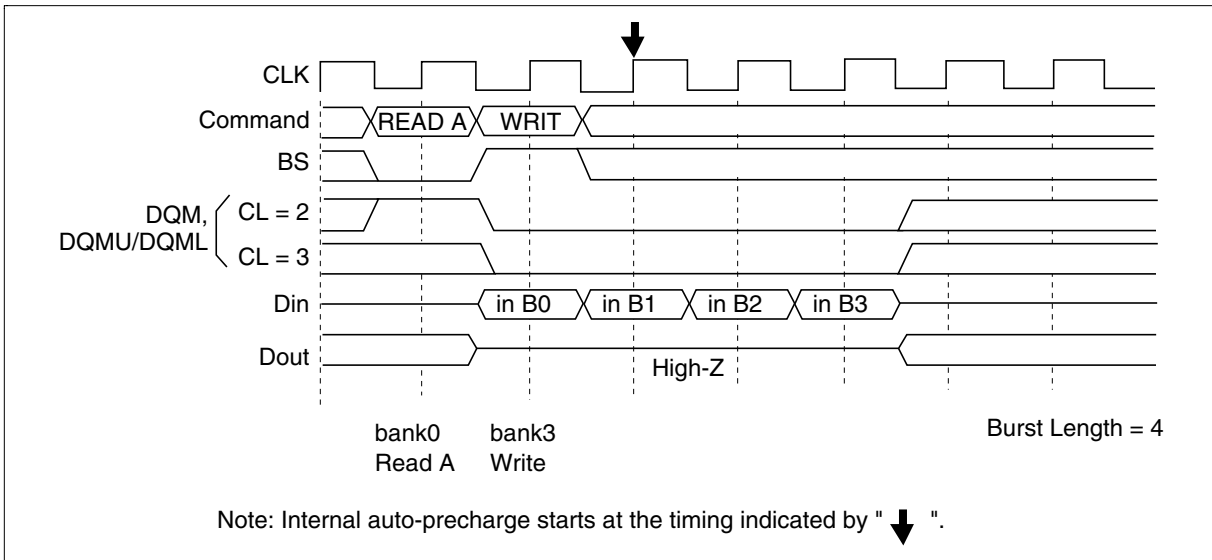 CLK
Command READ A WRIT
BS
DQM,
DQMU/DQML
CL = 2
CL = 3
Din in B0 in B1 in B2 in B3
Dout High-Z
bank0 bank3 Burst Length = 4
Read A Write
Note: Internal auto-precharge starts at the timing indicated by " ".